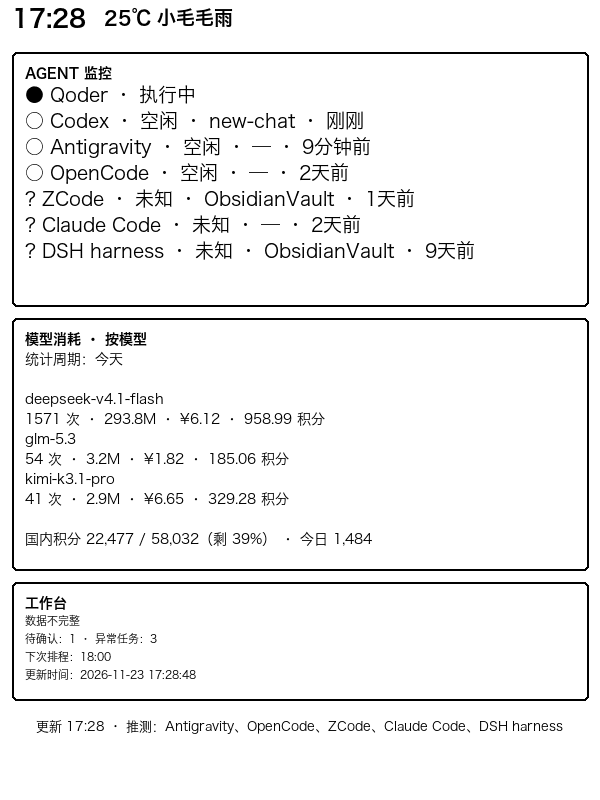 17:28 25℃ 小毛毛雨
AGENT 监控
● Qoder · 执行中
○ Codex · 空闲 · new-chat · 刚刚
○ Antigravity · 空闲 · — · 9分钟前
○ OpenCode · 空闲 · — · 2天前
? ZCode · 未知 · ObsidianVault · 1天前
? Claude Code · 未知 · — · 2天前
? DSH harness · 未知 · ObsidianVault · 9天前
模型消耗 · 按模型
统计周期：今天
deepseek-v4.1-flash
1571 次 · 293.8M · ¥6.12 · 958.99 积分
glm-5.3
54 次 · 3.2M · ¥1.82 · 185.06 积分
kimi-k3.1-pro
41 次 · 2.9M · ¥6.65 · 329.28 积分
国内积分 22,477 / 58,032（剩 39%） · 今日 1,484
工作台
数据不完整
待确认：1 · 异常任务：3
下次排程：18:00
更新时间：2026-11-23 17:28:48
更新 17:28 · 推测：Antigravity、OpenCode、ZCode、Claude Code、DSH harness